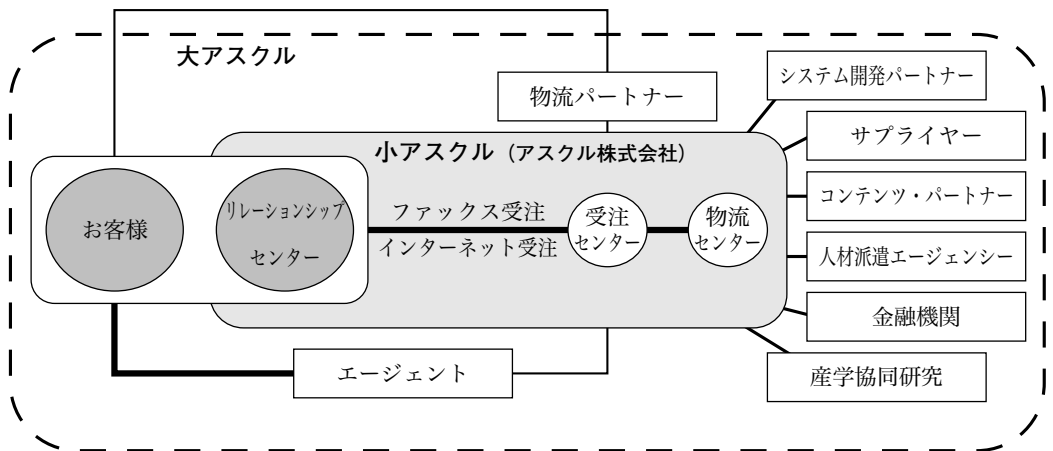 大アスクル
物流パートナー
システム開発パートナー
サプライヤー
小アスクル（アスクル株式会社）
コンテンツ・パートナー
お客様
リレーションシップ
センター
ファックス受注
インターネット受注
受注
センター
物流
センター
人材派遣エージェンシー
金融機関
エージェント
産学協同研究